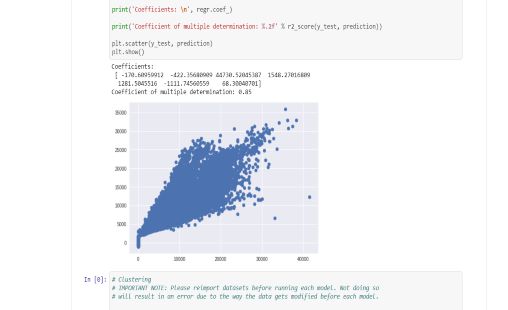 print('Coefficients: \n', regr.coef_)
print('Coefficient of multiple determination: %.2f' % r2_score(y_test, prediction))
plt.scatter(y_test, prediction)
plt.show()
Coefficients:
[ -170.60959912 -422.35680909 44730.52045387 1548.27016809
1281.5045516 -1111.74560559 68.30040701]
Coefficient of multiple determination: 0.85
35000
30000
25000
20000
15000
10000
5000
0
0 10000 20000 30000 40000
In [0]: # Clustering
# IMPORTANT NOTE: Please reimport datasets before running each model. Not doing so
# will result in an error due to the way the data gets modified before each model.